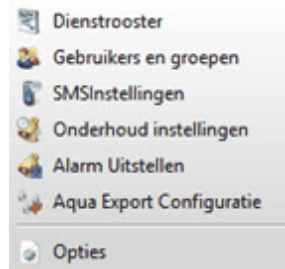 Dienstrooster
Gebruikers en groepen
SMSInstellingen
Onderhoud instellingen
Alarm Uitstellen
Aqua Export Configuratie
Opties